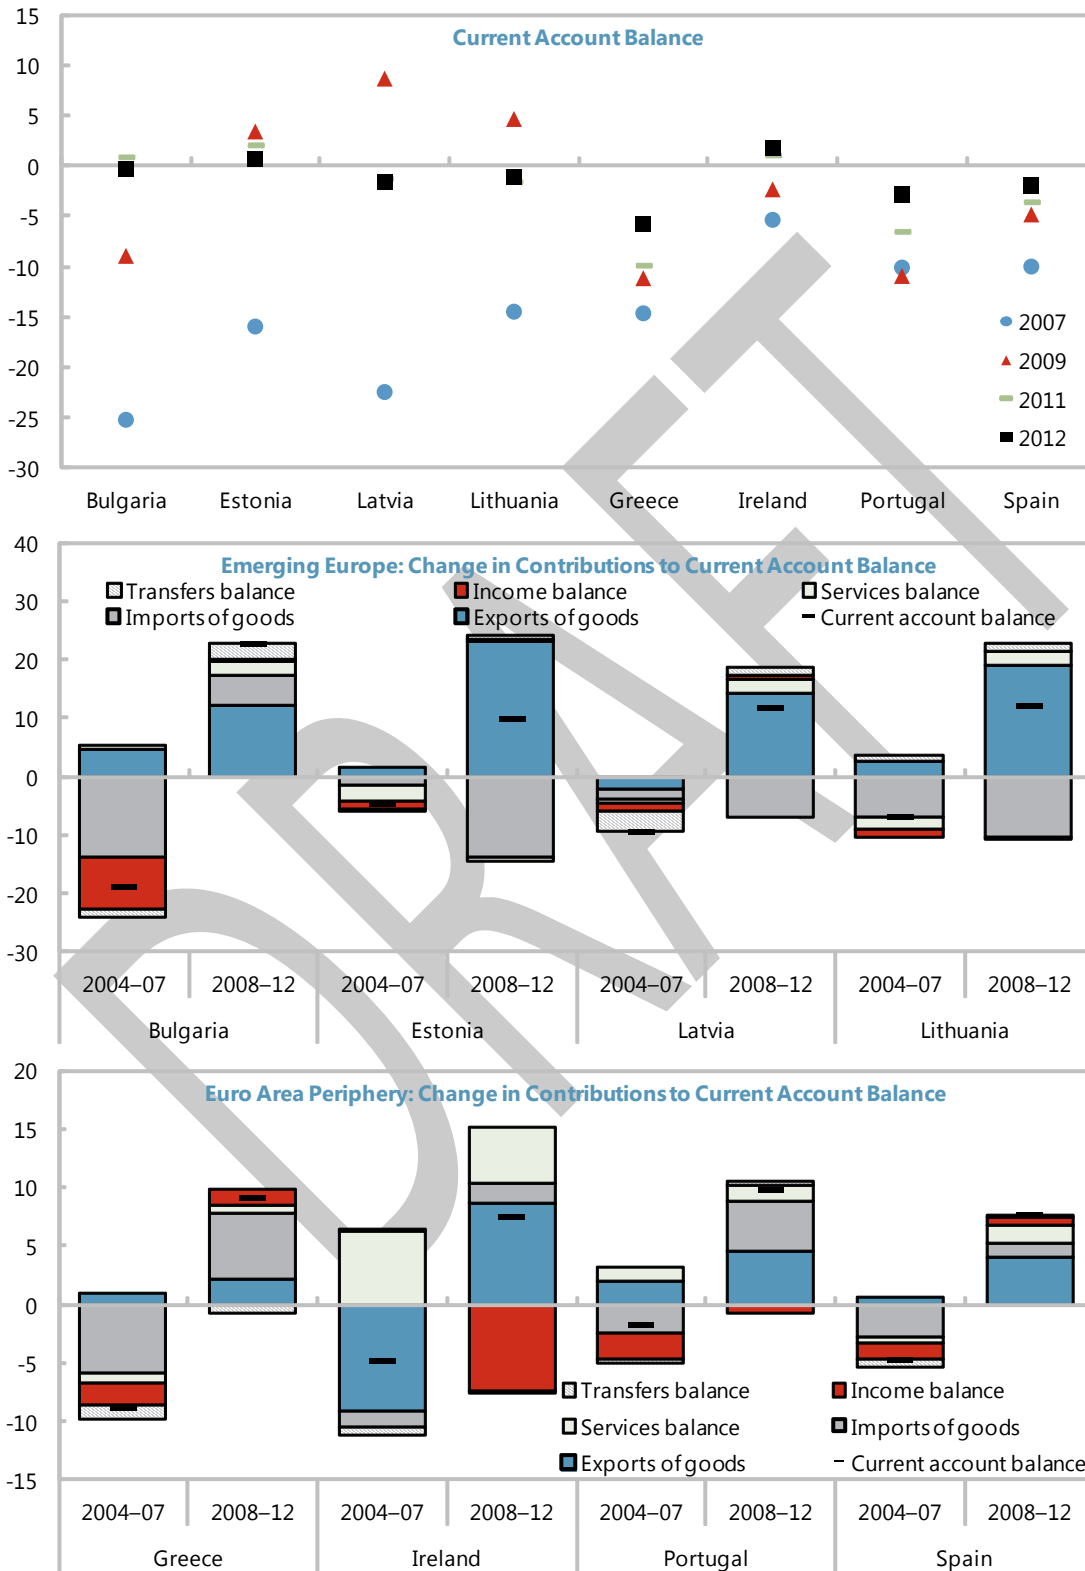 Current Account Balance
15
10
5
0
-5
-10
-15
-20
-25
-30
2007
2009
2011
2012
Bulgaria Estonia Latvia Lithuania Greece Ireland Portugal Spain
Emerging Europe: Change in Contributions to Current Account Balance
Transfers balance Income balance Services balance
Imports of goods Exports of goods Current account balance
40
30
20
10
0
-10
-20
-30
2004–07 2008–12 2004–07 2008–12 2004–07 2008–12 2004–07 2008–12
Bulgaria Estonia Latvia Lithuania
Euro Area Periphery: Change in Contributions to Current Account Balance
20
15
10
5
0
-5
-10
-15
Transfers balance Income balance
Services balance Imports of goods
Exports of goods Current account balance
2004–07 2008–12 2004–07 2008–12 2004–07 2008–12 2004–07 2008–12
Greece Ireland Portugal Spain
DRAFT